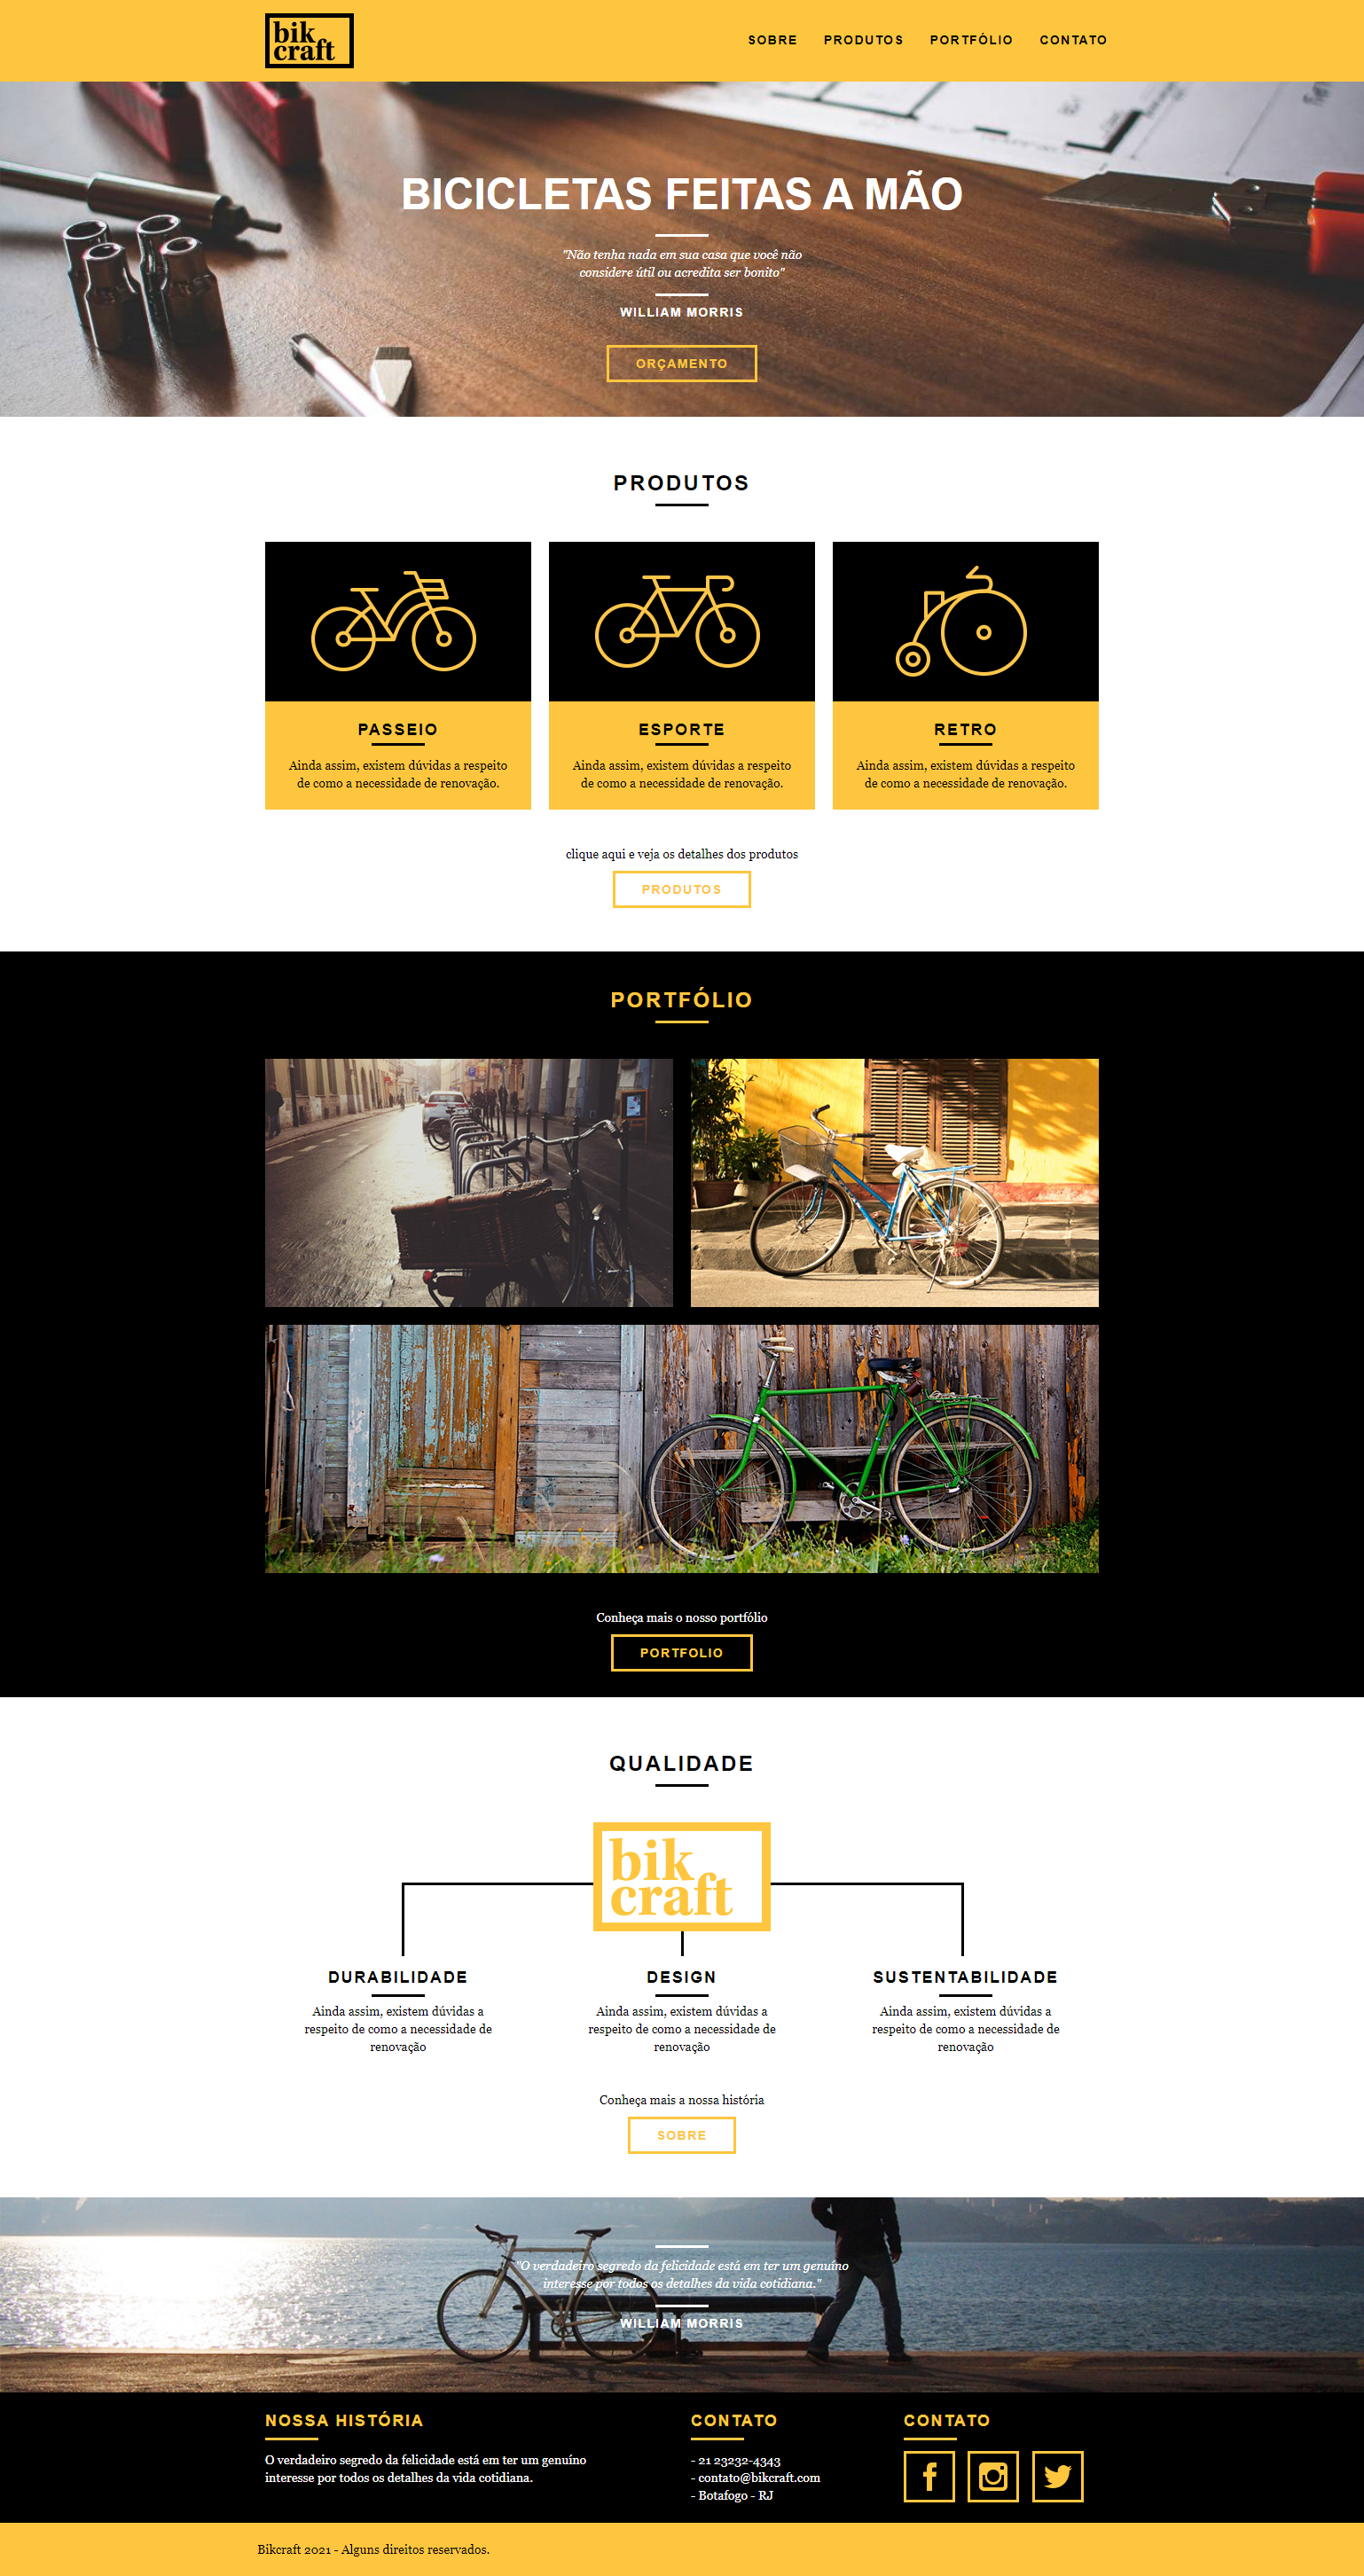 bik
craft
SOBRE PRODUTOS PORTFÓLIO CONTATO
BICICLETAS FEITAS A MÃO
"Não tenha nada em sua casa que você não
considere útil ou acredita ser bonito"
WILLIAM MORRIS
ORÇAMENTO
PRODUTOS
PASSEIO
Ainda assim, existem dúvidas a respeito
de como a necessidade de renovação.
ESPORTE
Ainda assim, existem dúvidas a respeito
de como a necessidade de renovação.
RETRO
Ainda assim, existem dúvidas a respeito
de como a necessidade de renovação.
clique aqui e veja os detalhes dos produtos
PRODUTOS
PORTFÓLIO
Conheça mais o nosso portfólio
PORTFOLIO
QUALIDADE
bik
craft
DURABILIDADE
Ainda assim, existem dúvidas a
respeito de como a necessidade de
renovação
DESIGN
Ainda assim, existem dúvidas a
respeito de como a necessidade de
renovação
SUSTENTABILIDADE
Ainda assim, existem dúvidas a
respeito de como a necessidade de
renovação
Conheça mais a nossa história
SOBRE
"O verdadeiro segredo da felicidade está em ter um genuíno
interesse por todos os detalhes da vida cotidiana."
WILLIAM MORRIS
NOSSA HISTÓRIA
O verdadeiro segredo da felicidade está em ter um genuíno
interesse por todos os detalhes da vida cotidiana.
CONTATO
- 21 23232-4343
- contato@bikcraft.com
- Botafogo - RJ
CONTATO
Bikcraft 2021 - Alguns direitos reservados.